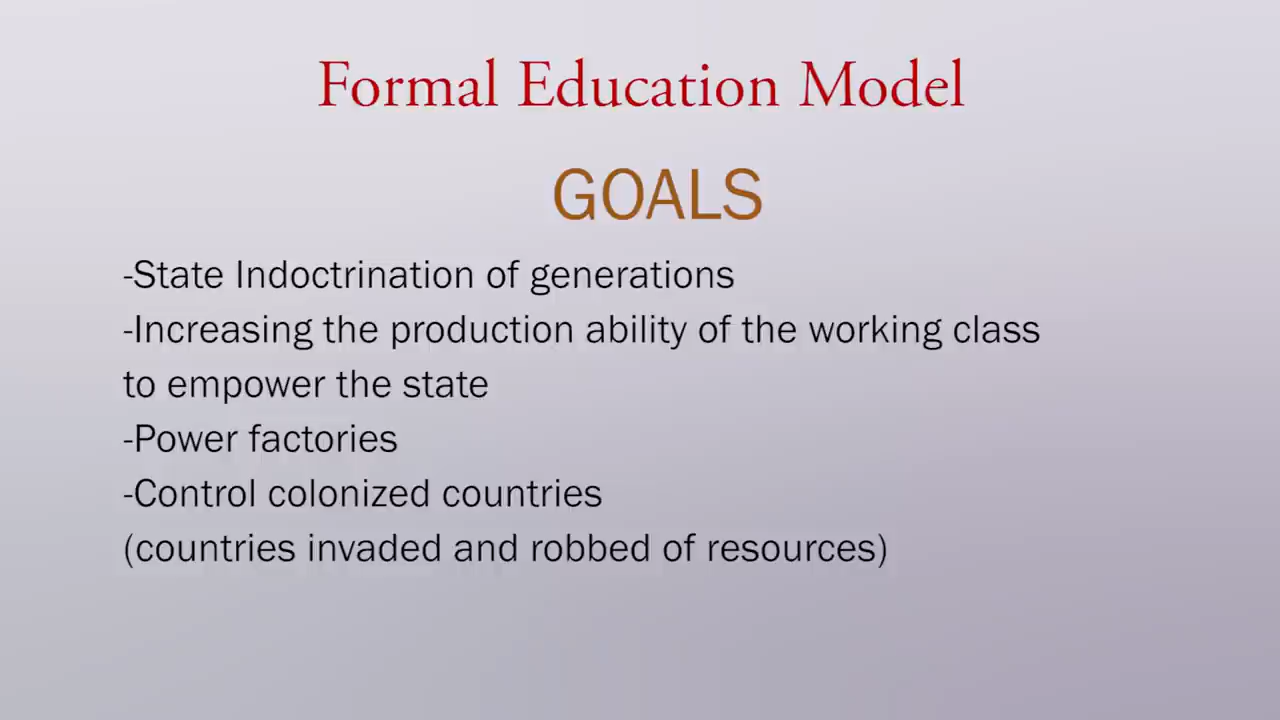 Formal Education Model
GOALS
-State Indoctrination of generations
-Increasing the production ability of the working class
to empower the state
-Power factories
-Control colonized countries
(countries invaded and robbed of resources)